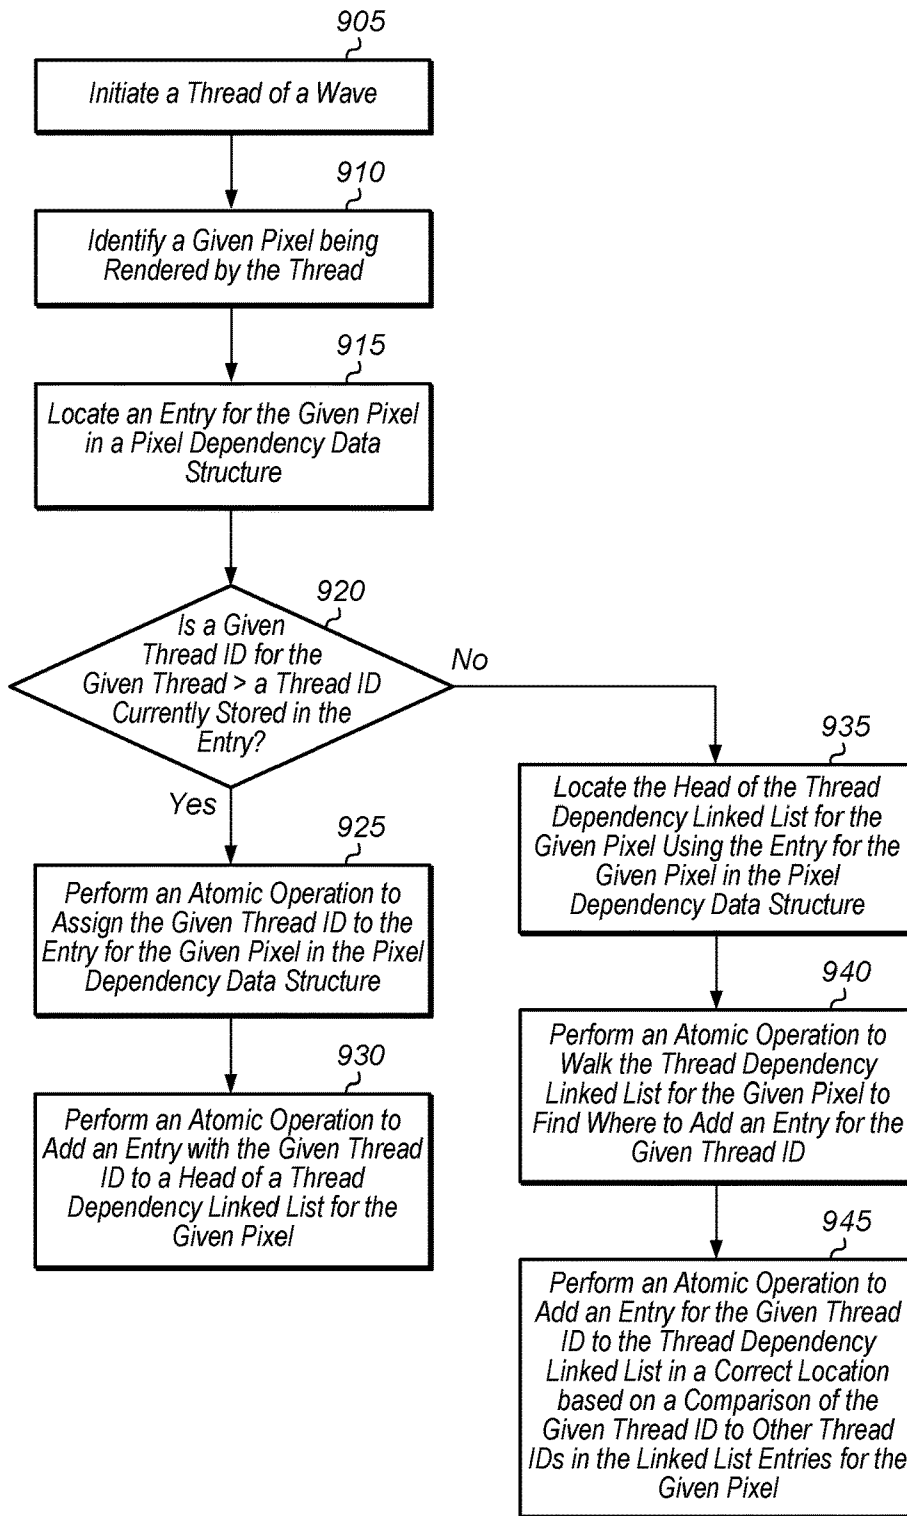 905
Initiate a Thread of a Wave
910
Identify a Given Pixel being
Rendered by the Thread
915
Locate an Entry for the Given Pixel
in a Pixel Dependency Data
Structure
920
Is a Given
Thread ID for the
Given Thread > a Thread ID
Currently Stored in the
Entry?
No
Yes
925
Perform an Atomic Operation to
Assign the Given Thread ID to the
Entry for the Given Pixel in the Pixel
Dependency Data Structure
930
Perform an Atomic Operation to
Add an Entry with the Given Thread
ID to a Head of a Thread
Dependency Linked List for the
Given Pixel
935
Locate the Head of the Thread
Dependency Linked List for the
Given Pixel Using the Entry for the
Given Pixel in the Pixel
Dependency Data Structure
940
Perform an Atomic Operation to
Walk the Thread Dependency
Linked List for the Given Pixel to
Find Where to Add an Entry for the
Given Thread ID
945
Perform an Atomic Operation to
Add an Entry for the Given Thread
ID to the Thread Dependency
Linked List in a Correct Location
based on a Comparison of the
Given Thread ID to Other Thread
IDs in the Linked List Entries for the
Given Pixel